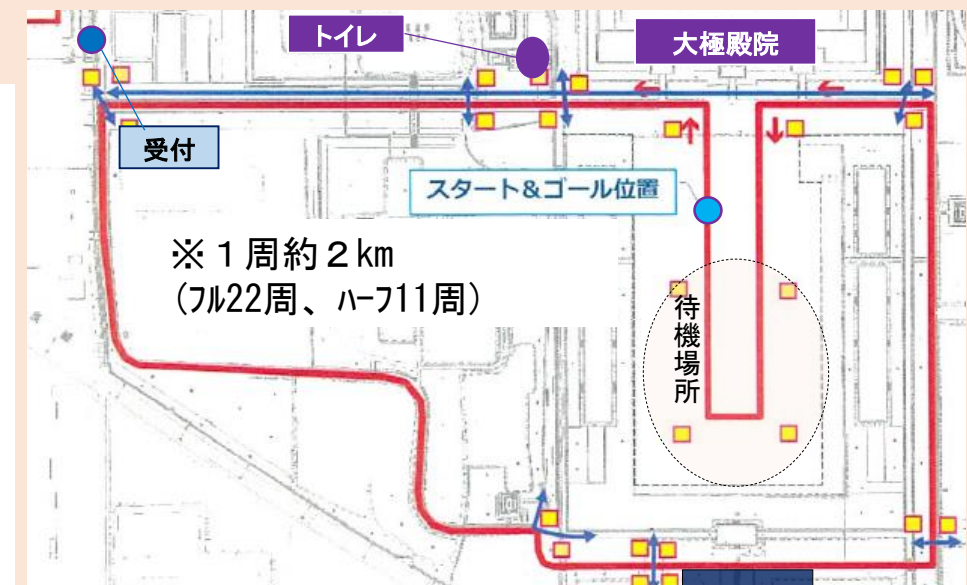 トイレ
大極殿院
受付
スタート&ゴール位置
※１周約２km
（ﾌﾙ22周、ﾊｰﾌ11周）
待機場所